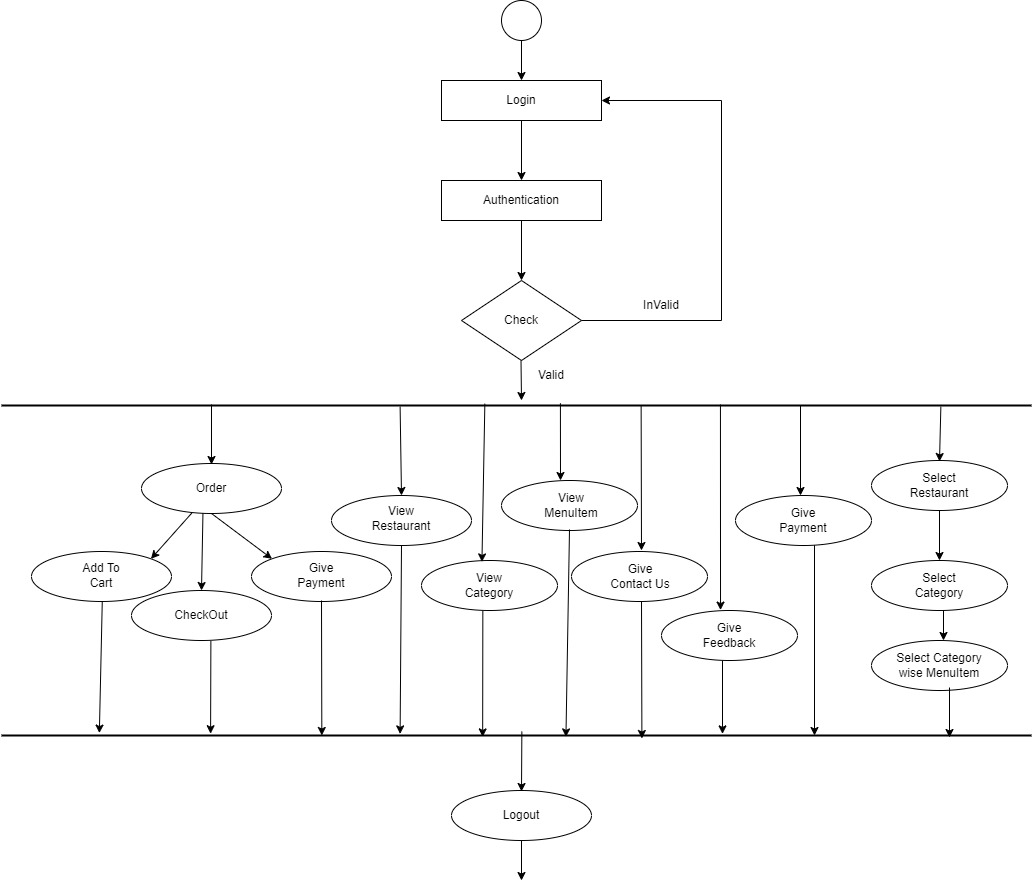 Login
Authentication
Check
InValid
Valid
Order
View
Restaurant
View
MenuItem
Give
Payment
Select
Restaurant
Add To
Cart
CheckOut
Give
Payment
View
Category
Give
Contact Us
Give
Feedback
Select
Category
Select Category
wise MenuItem
Logout